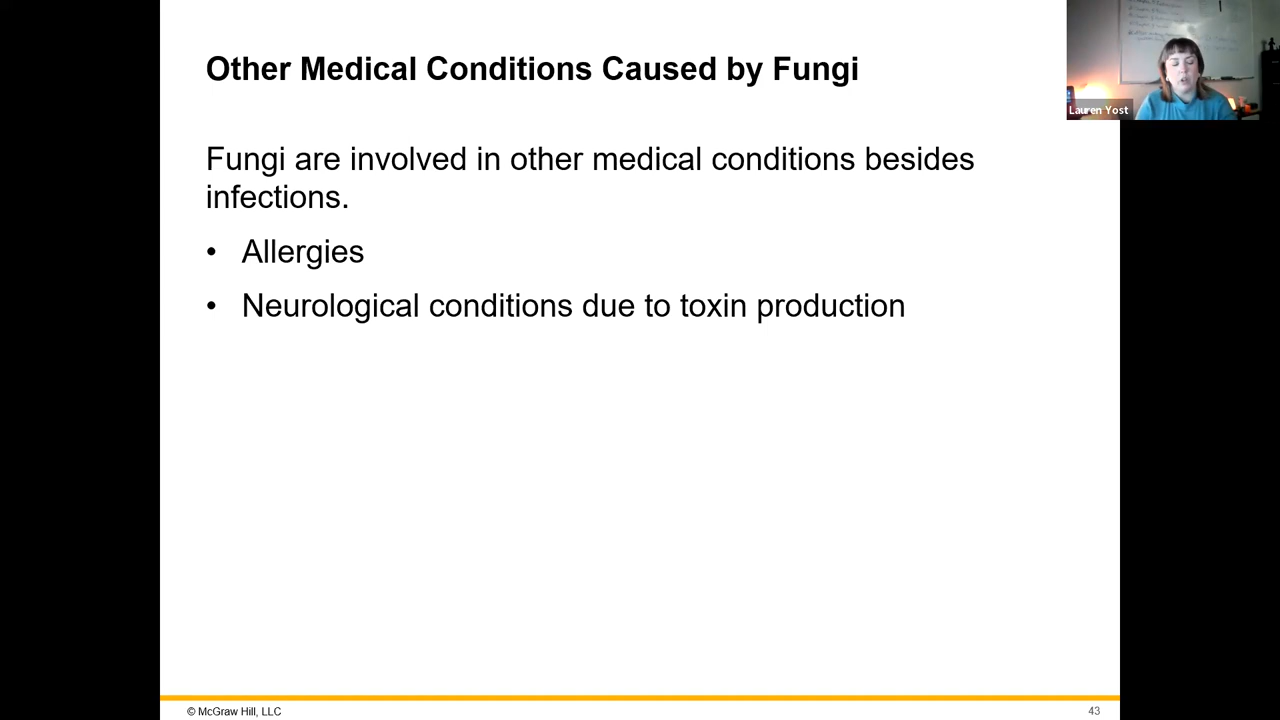 Other Medical Conditions Caused by Fungi
Lauren Yost
Fungi are involved in other medical conditions besides
infections.
• Allergies
• Neurological conditions due to toxin production
© McGraw Hill, LLC
43